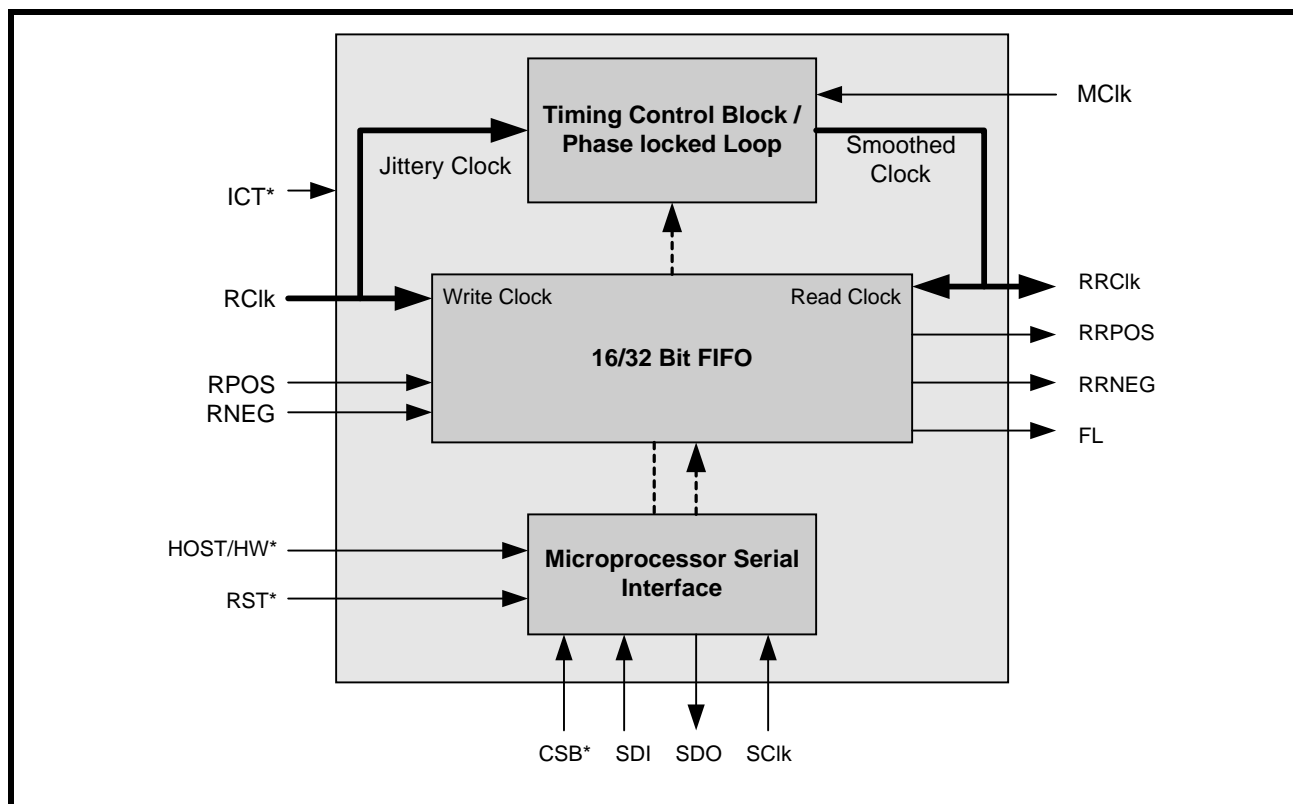 Timing Control Block /
Phase locked Loop
MClk
Jittery Clock
Smoothed
Clock
ICT*
RClk
Write Clock
Read Clock
RRClk
RRPOS
16/32 Bit FIFO
RPOS
RRNEG
RNEG
FL
HOST/HW*
Microprocessor Serial
Interface
RST*
CSB*
SDI
SDO
SClk